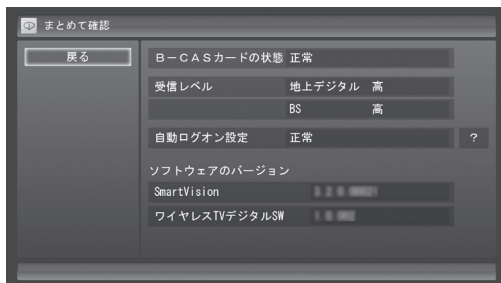 まとめて確認
戻る
B－CASカードの状態 正常
受信レベル 地上デジタル 高
BS 高
自動ログオン設定 正常 ?
ソフトウェアのバージョン
SmartVision
ワイヤレスTVデジタルSW